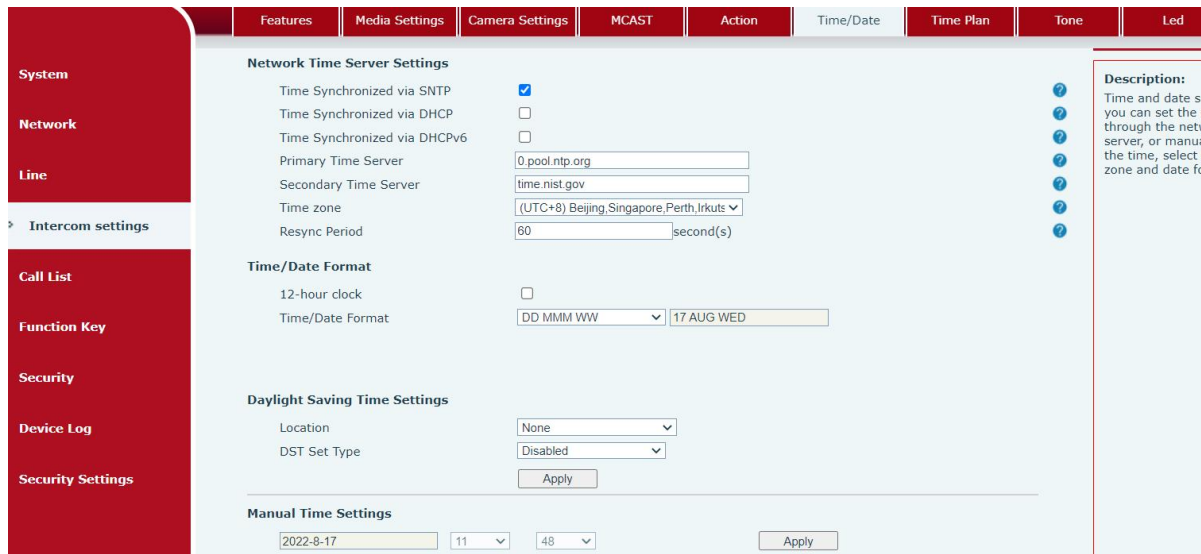 Features Media Settings Camera Settings MCAST Action Time/Date Time Plan Tone Led
System
Network
Line
Intercom settings
Call List
Function Key
Security
Device Log
Security Settings
Network Time Server Settings
Time Synchronized via SNTP
Time Synchronized via DHCP
Time Synchronized via DHCPv6
Primary Time Server 0.pool.ntp.org
Secondary Time Server time.nist.gov
Time zone (UTC+8) Beijing,Singapore,Perth,Irkuts
Resync Period 60 second(s)
Time/Date Format
12-hour clock
Time/Date Format DD MMM WW 17 AUG WED
Daylight Saving Time Settings
Location None
DST Set Type Disabled
Apply
Manual Time Settings
2022-8-17 11 48 Apply
Description:
Time and date s
you can set the
through the net
server, or manua
the time, select
zone and date fo